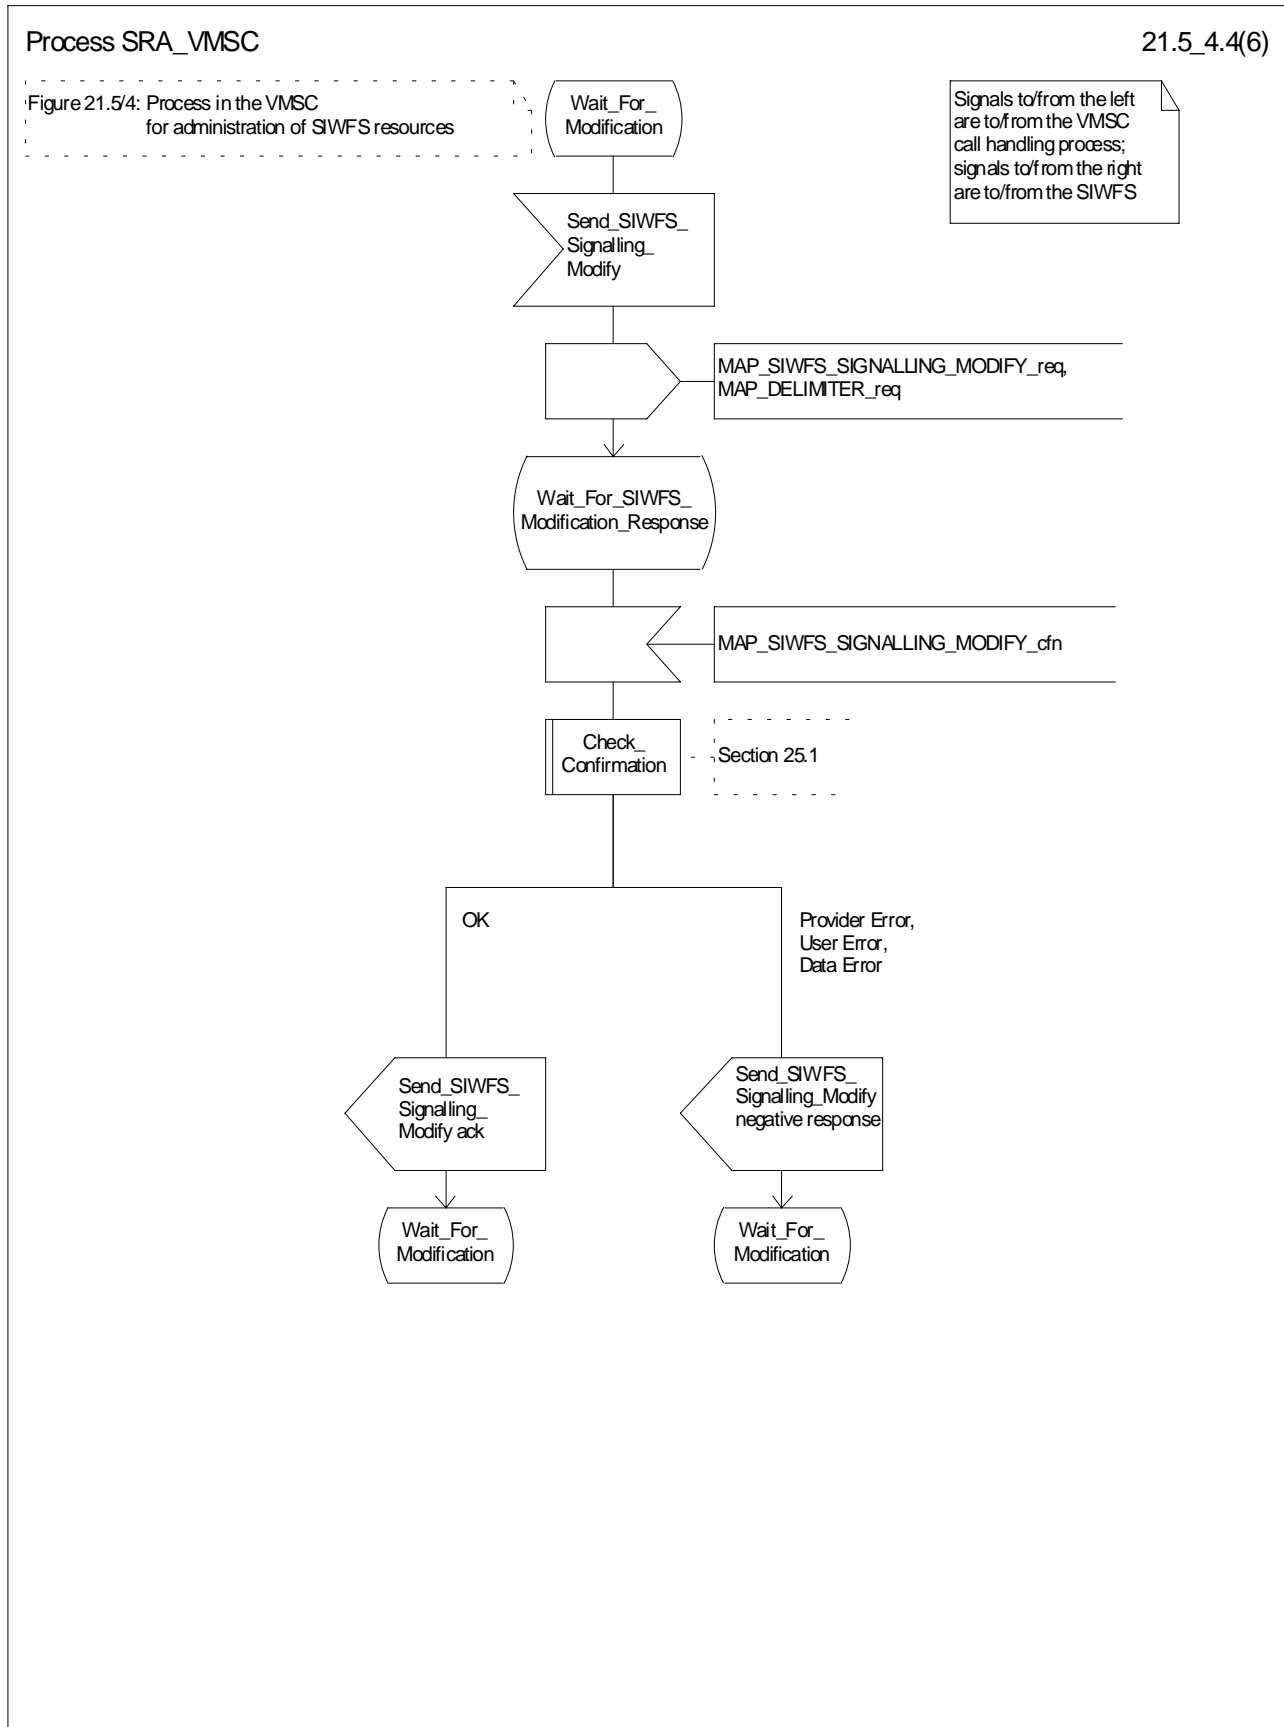 Process SRA_VMSC
21.5_4.4(6)
Figure 21.5/4: Process in the VMSC
for administration of SIWFS resources
Wait_For_
Modification
Signals to/from the left
are to/from the VMSC
call handling process;
signals to/from the right
are to/from the SIWFS
Send_SIWFS_
Signalling_
Modify
MAP_SIWFS_SIGNALLING_MODIFY_req,
MAP_DELIMITER_req
Wait_For_SIWFS_
Modification_Response
MAP_SIWFS_SIGNALLING_MODIFY_cfn
Check_
Confirmation
Section 25.1
OK
Provider Error,
User Error,
Data Error
Send_SIWFS_
Signalling_
Modify ack
Send_SIWFS_
Signalling_Modify
negative response
Wait_For_
Modification
Wait_For_
Modification